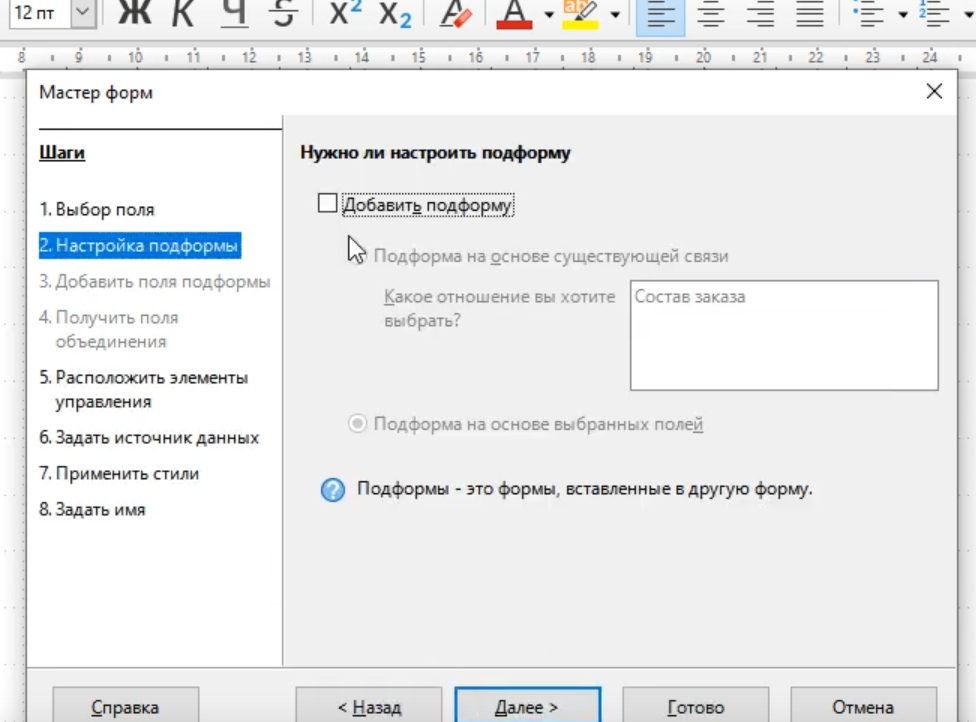 12 пт
Ж К Ч S X² X₂ A A ab
8 9 10 11 12 13 14 15 16 17 18 19 20 21 22 23 24
Мастер форм
Шаги
1. Выбор поля
2. Настройка подформы
3. Добавить поля подформы
4. Получить поля
объединения
5. Расположить элементы
управления
6. Задать источник данных
7. Применить стили
8. Задать имя
Нужно ли настроить подформу
Добавить подформу
Подформа на основе существующей связи
Какое отношение вы хотите
выбрать?
Состав заказа
Подформа на основе выбранных полей
Подформы - это формы, вставленные в другую форму.
Справка
< Назад
Далее >
Готово
Отмена